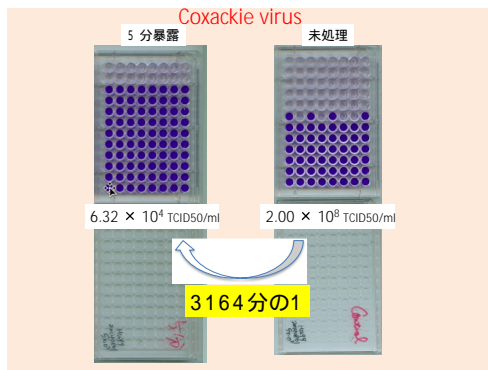 Coxackie virus
5 分暴露
未処理
6.32 × 10⁴ TCID50/ml
2.00 × 10⁸ TCID50/ml
3164分の1
Control